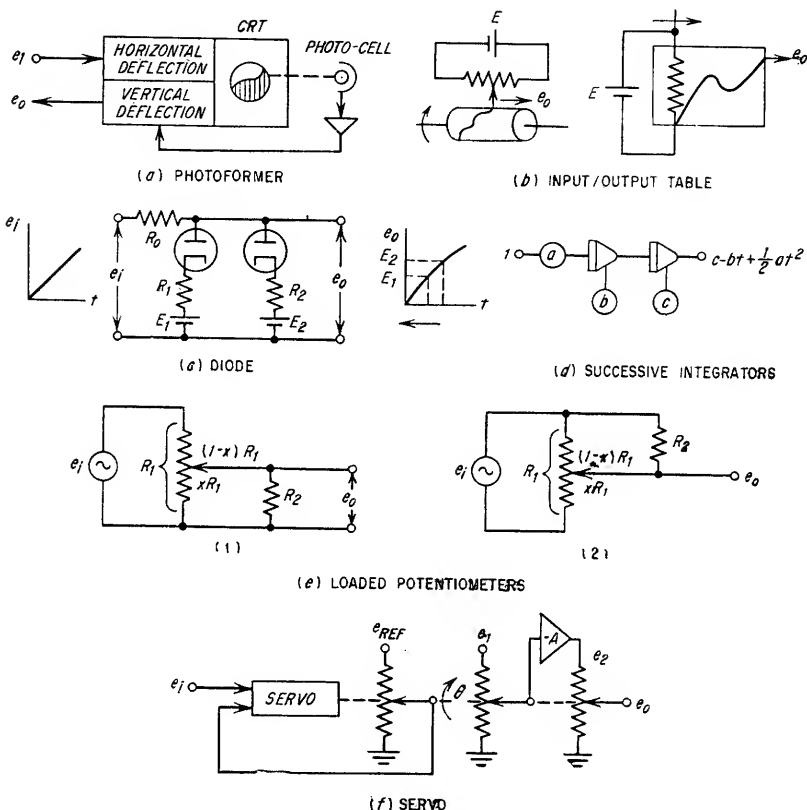 CRT
PHOTO-CELL
e1
HORIZONTAL
DEFLECTION
eo
VERTICAL
DEFLECTION
(a) PHOTOFORMER
E
eo
E
eo
(b) INPUT/OUTPUT TABLE
ei
t
Ro
ei
R1
R2
E1
E2
eo
(c) DIODE
eo
E2
E1
t
1
a
b
c
c-bt+½at²
(d) SUCCESSIVE INTEGRATORS
ei
R1
(1-x) R1
xR1
R2
eo
(1)
ei
R1
(1-x) R1
xR1
R2
eo
(2)
(e) LOADED POTENTIOMETERS
ei
SERVO
eREF
θ
e1
-A
e2
eo
(f) SERVO